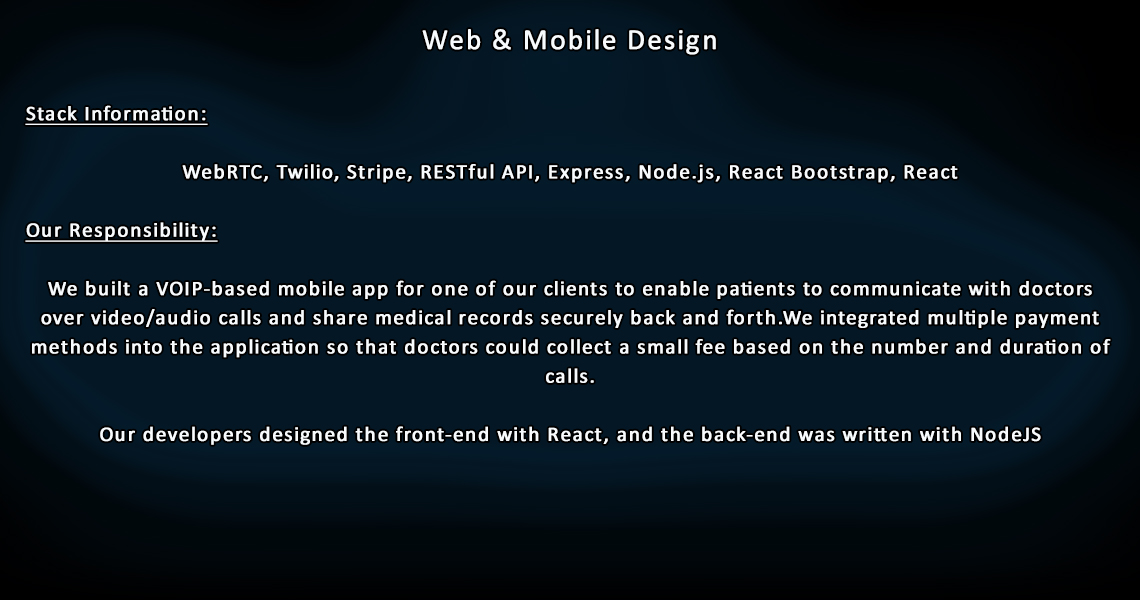 Web & Mobile Design
Stack Information:
WebRTC, Twilio, Stripe, RESTful API, Express, Node.js, React Bootstrap, React
Our Responsibility:
We built a VOIP-based mobile app for one of our clients to enable patients to communicate with doctors
over video/audio calls and share medical records securely back and forth.We integrated multiple payment
methods into the application so that doctors could collect a small fee based on the number and duration of
calls.
Our developers designed the front-end with React, and the back-end was written with NodeJS